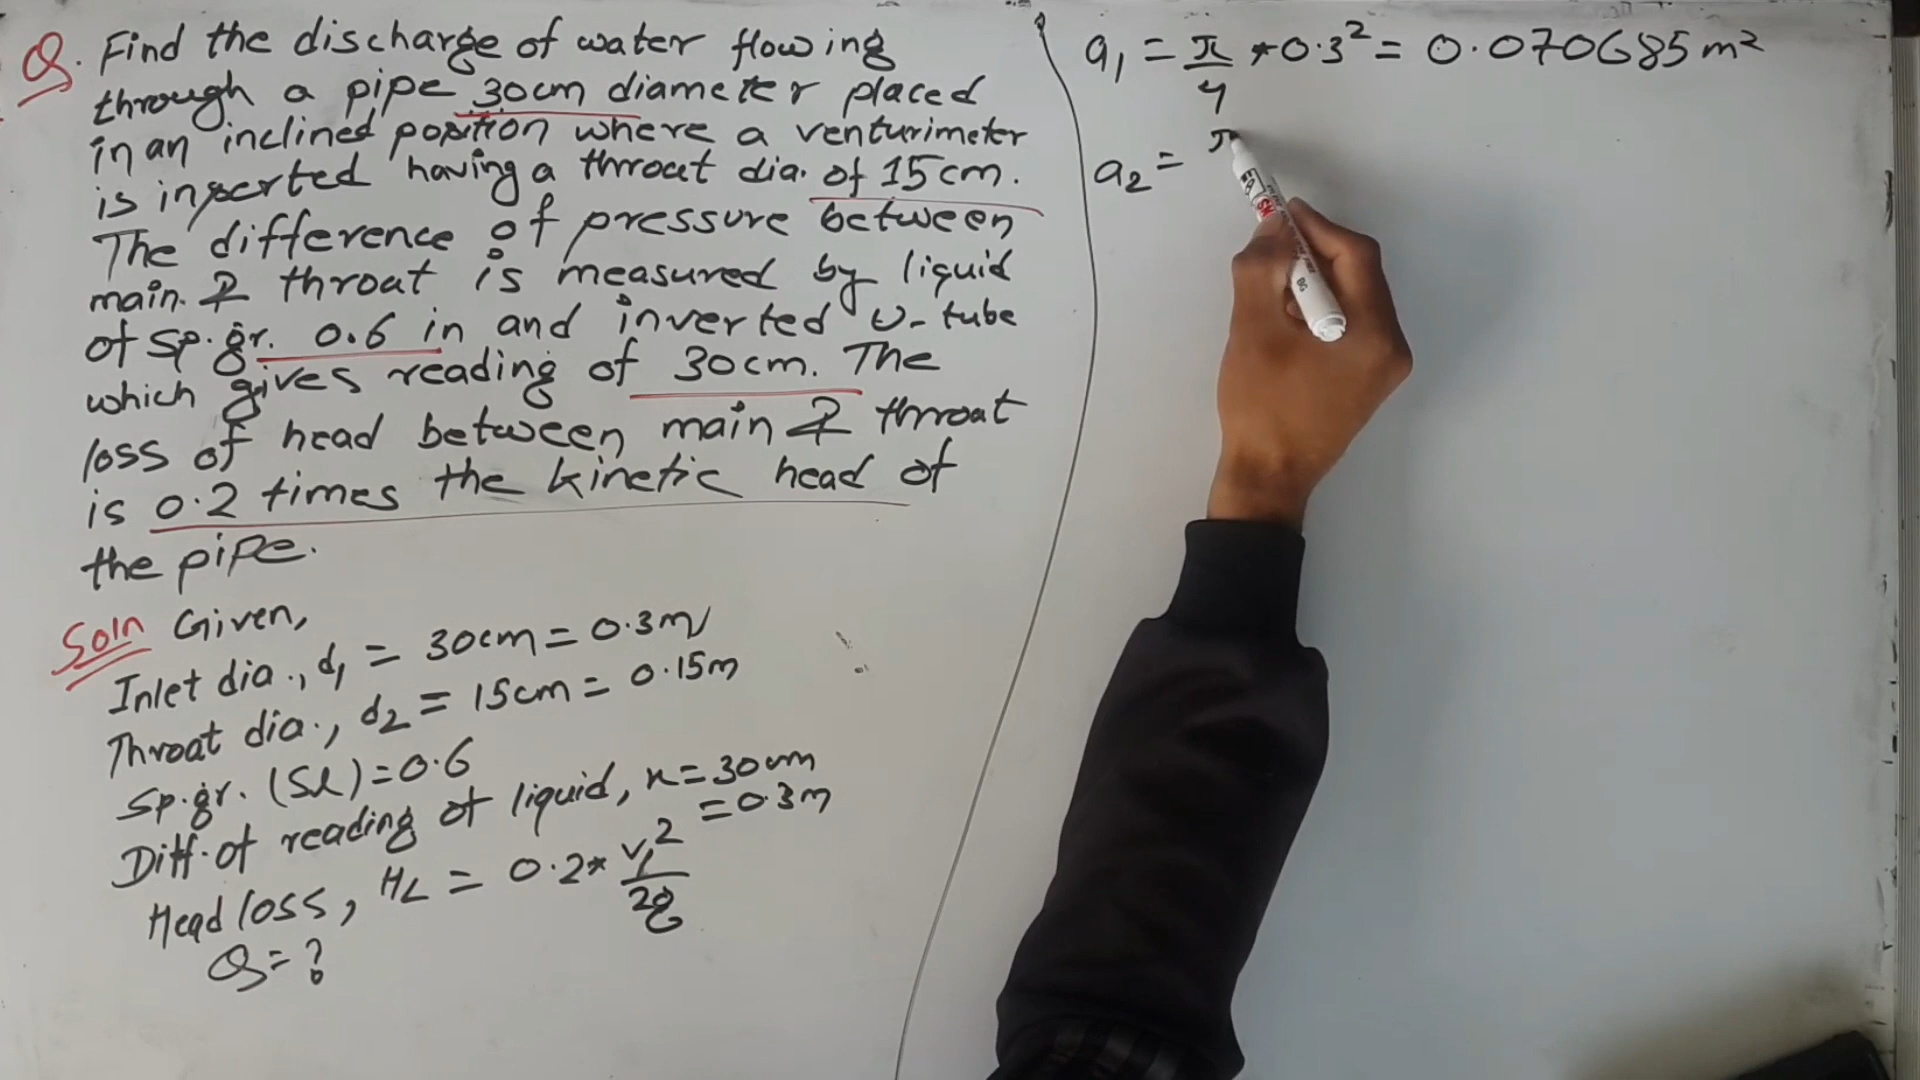 Q. Find the discharge of water flowing
through a pipe 30cm diameter placed
in an inclined position where a venturimeter
is inserted having a throat dia. of 15cm.
The difference of pressure between
main & throat is measured by liquid
of sp.gr. 0.6 in and inverted U-tube
which gives reading of 30cm. The
loss of head between main & throat
is 0.2 times the kinetic head of
the pipe.
Soln Given,
Inlet dia., d₁ = 30cm = 0.3m
Throat dia., d₂ = 15cm = 0.15m
Sp.gr. (Sl) = 0.6
Diff. of reading of liquid, x = 30cm
= 0.3m
Head loss, HL = 0.2 * V₁²/2g
Q = ?
a₁ = π/4 * 0.3² = 0.070685 m²
a₂ = π